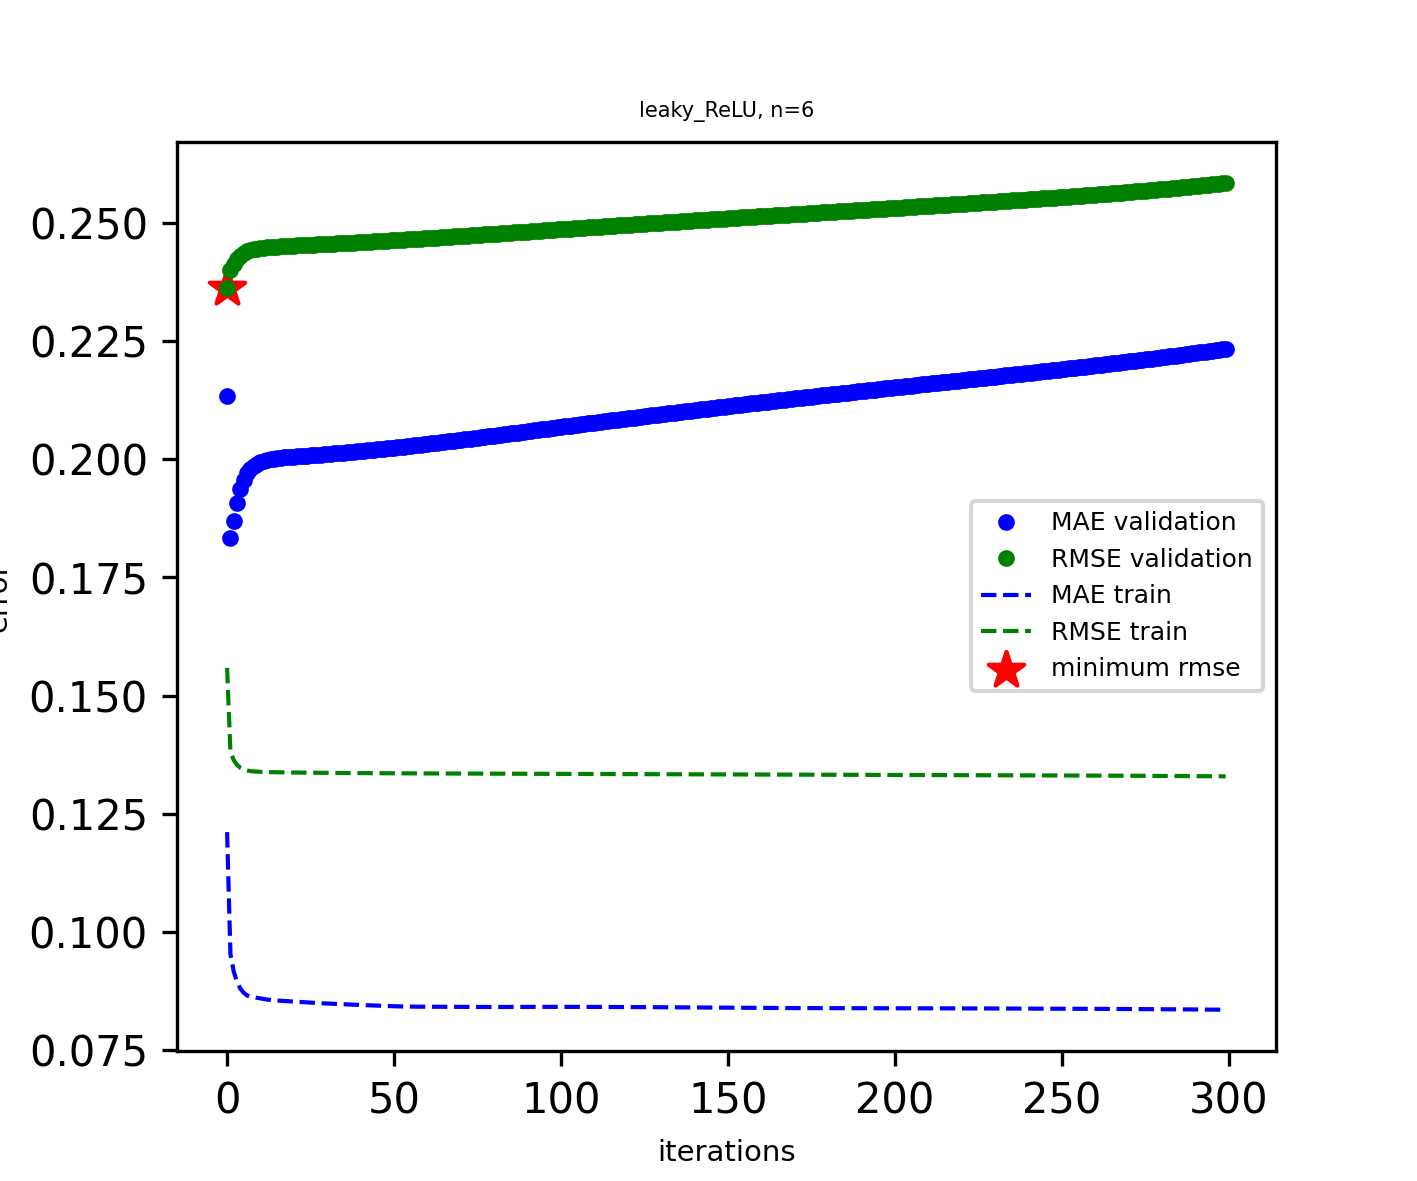 leaky_ReLU, n=6
0.250
0.225
0.200
0.175
0.150
0.125
0.100
0.075
MAE validation
RMSE validation
MAE train
RMSE train
minimum rmse
0 50 100 150 200 250 300
iterations